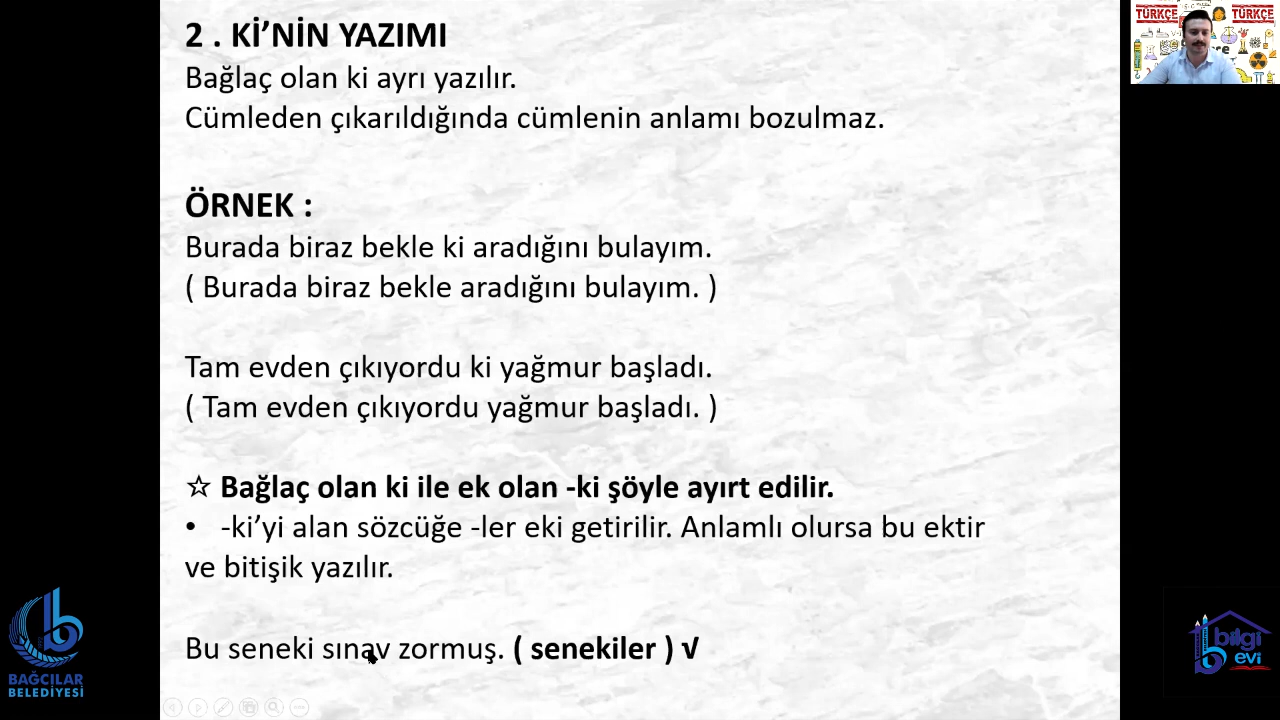 2 . Kİ’NİN YAZIMI
Bağlaç olan ki ayrı yazılır.
Cümleden çıkarıldığında cümlenin anlamı bozulmaz.
ÖRNEK :
Burada biraz bekle ki aradığını bulayım.
( Burada biraz bekle aradığını bulayım. )
Tam evden çıkıyordu ki yağmur başladı.
( Tam evden çıkıyordu yağmur başladı. )
☆ Bağlaç olan ki ile ek olan -ki şöyle ayırt edilir.
• -ki’yi alan sözcüğe -ler eki getirilir. Anlamlı olursa bu ektir
ve bitişik yazılır.
Bu seneki sınav zormuş. ( senekiler ) √
TÜRKÇE
TÜRKÇE
BAĞCILAR
BELEDİYESİ
bilgi
evi